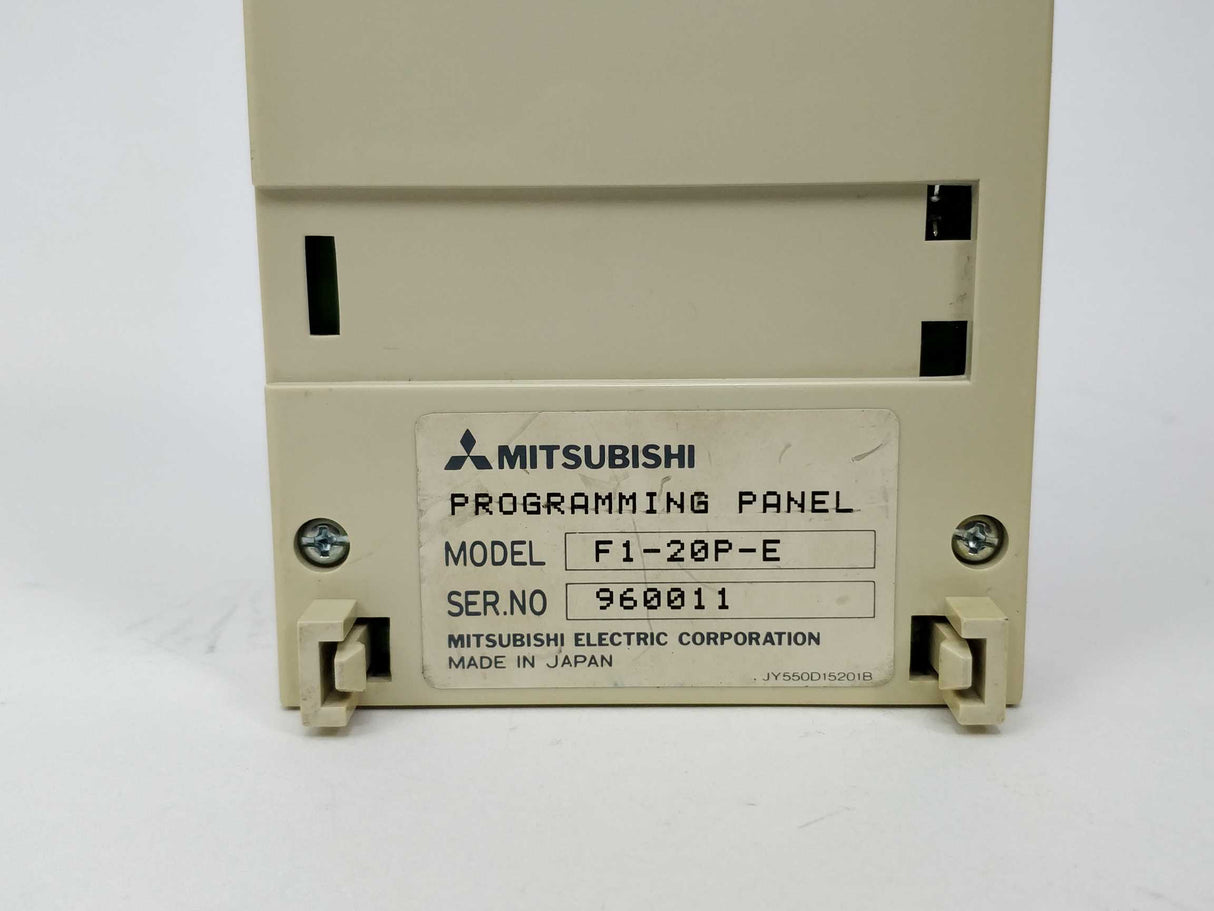 MITSUBISHI
PROGRAMMING PANEL
MODEL F1-20P-E
SER.NO 960011
MITSUBISHI ELECTRIC CORPORATION
MADE IN JAPAN
JY550D15201B